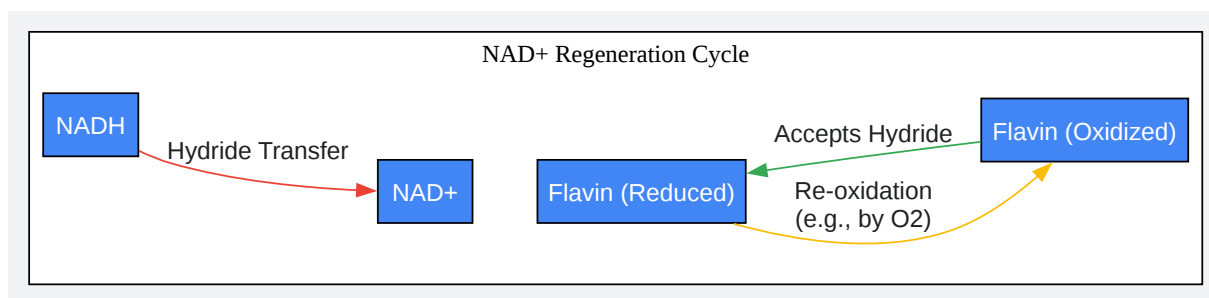 NAD+ Regeneration Cycle
NADH
Hydride Transfer
NAD+
Flavin (Reduced)
Accepts Hydride
Re-oxidation
(e.g., by O2)
Flavin (Oxidized)